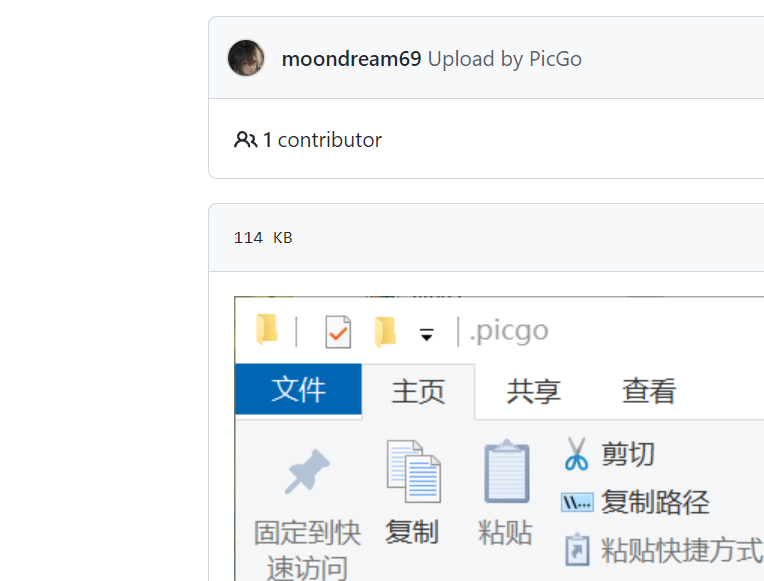 moondream69 Upload by PicGo
1 contributor
114 KB
.picgo
文件 主页 共享 查看
剪切
复制路径
粘贴快捷方式
固定到快速访问
复制
粘贴